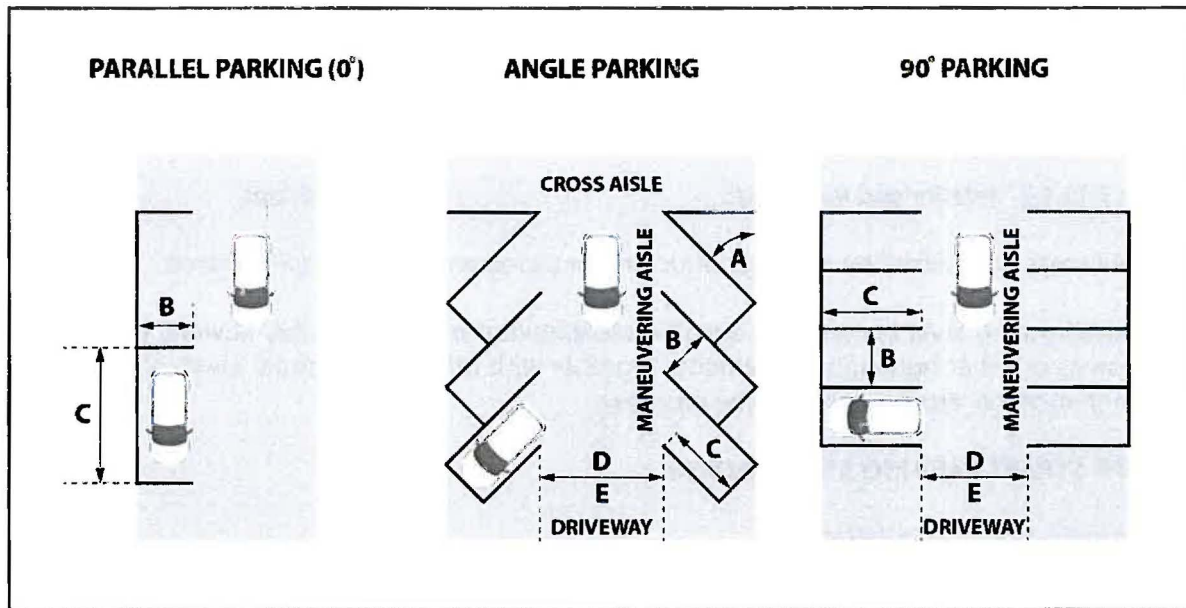 PARALLEL PARKING (0°)
B
C
ANGLE PARKING
CROSS AISLE
MANEUVERING AISLE
A
B
C
D
E
DRIVEWAY
90° PARKING
MANEUVERING AISLE
C
B
D
E
DRIVEWAY